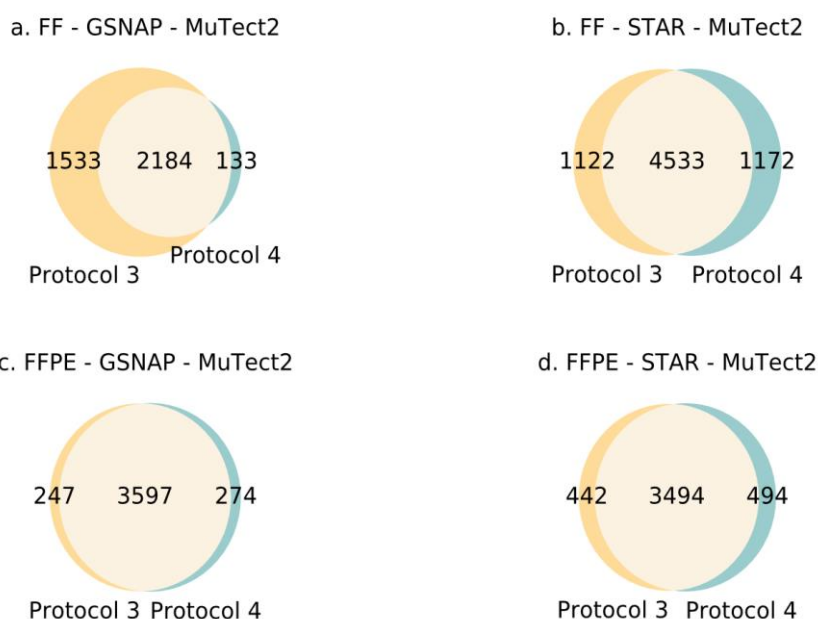 a. FF - GSNAP - MuTect2
1533 2184 133
Protocol 3
Protocol 4
b. FF - STAR - MuTect2
1122 4533 1172
Protocol 3 Protocol 4
c. FFPE - GSNAP - MuTect2
247 3597 274
Protocol 3 Protocol 4
d. FFPE - STAR - MuTect2
442 3494 494
Protocol 3 Protocol 4